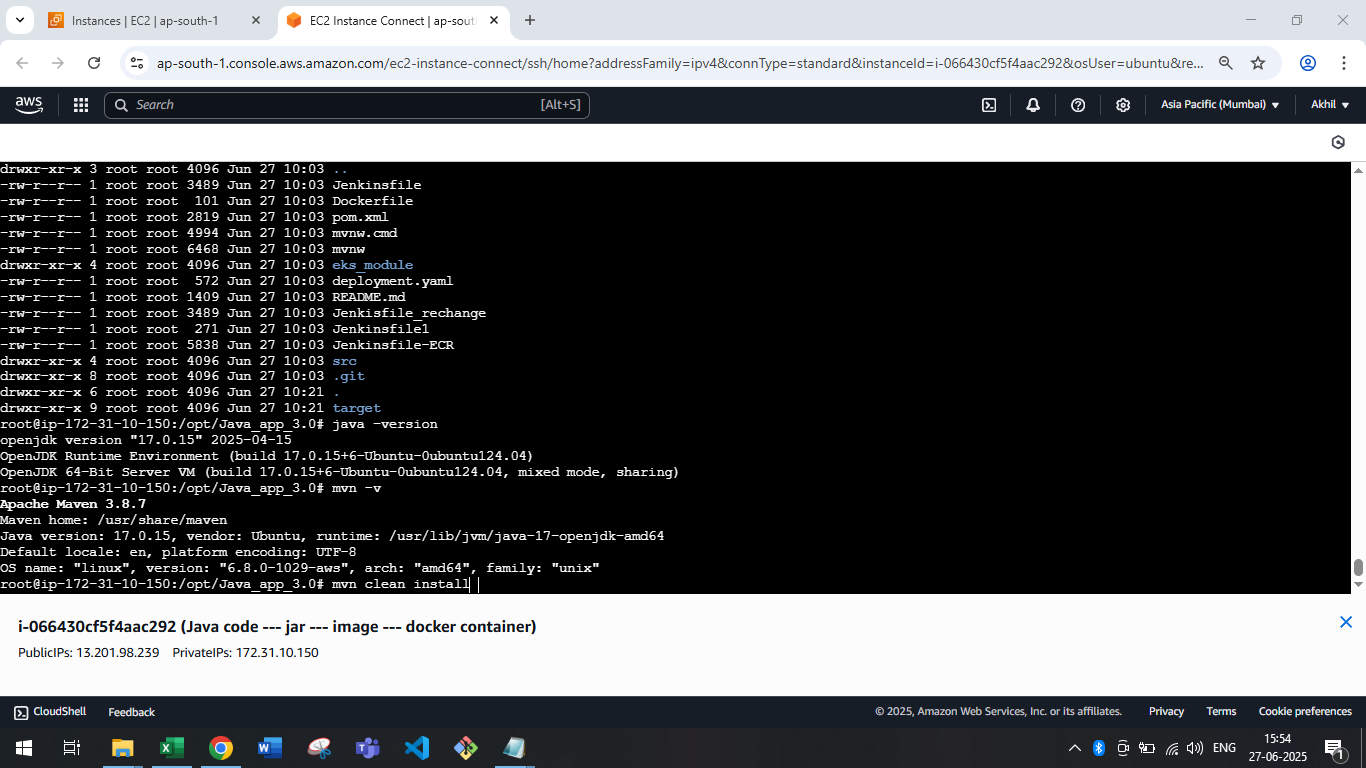 Instances | EC2 | ap-south-1
EC2 Instance Connect | ap-sout
ap-south-1.console.aws.amazon.com/ec2-instance-connect/ssh/home?addressFamily=ipv4&connType=standard&instanceId=i-066430cf5f4aac292&osUser=ubuntu&re...
aws
Search [Alt+S]
Asia Pacific (Mumbai)
Akhil
drwxr-xr-x 3 root root 4096 Jun 27 10:03 ..
-rw-r--r-- 1 root root 3489 Jun 27 10:03 Jenkinsfile
-rw-r--r-- 1 root root  101 Jun 27 10:03 Dockerfile
-rw-r--r-- 1 root root 2819 Jun 27 10:03 pom.xml
-rw-r--r-- 1 root root 4994 Jun 27 10:03 mvnw.cmd
-rw-r--r-- 1 root root 6468 Jun 27 10:03 mvnw
drwxr-xr-x 4 root root 4096 Jun 27 10:03 eks_module
-rw-r--r-- 1 root root  572 Jun 27 10:03 deployment.yaml
-rw-r--r-- 1 root root 1409 Jun 27 10:03 README.md
-rw-r--r-- 1 root root 3489 Jun 27 10:03 Jenkisfile_rechange
-rw-r--r-- 1 root root  271 Jun 27 10:03 Jenkinsfile1
-rw-r--r-- 1 root root 5838 Jun 27 10:03 Jenkinsfile-ECR
drwxr-xr-x 4 root root 4096 Jun 27 10:03 src
drwxr-xr-x 8 root root 4096 Jun 27 10:03 .git
drwxr-xr-x 6 root root 4096 Jun 27 10:21 .
drwxr-xr-x 9 root root 4096 Jun 27 10:21 target
root@ip-172-31-10-150:/opt/Java_app_3.0# java -version
openjdk version "17.0.15" 2025-04-15
OpenJDK Runtime Environment (build 17.0.15+6-Ubuntu-0ubuntu124.04)
OpenJDK 64-Bit Server VM (build 17.0.15+6-Ubuntu-0ubuntu124.04, mixed mode, sharing)
root@ip-172-31-10-150:/opt/Java_app_3.0# mvn -v
Apache Maven 3.8.7
Maven home: /usr/share/maven
Java version: 17.0.15, vendor: Ubuntu, runtime: /usr/lib/jvm/java-17-openjdk-amd64
Default locale: en, platform encoding: UTF-8
OS name: "linux", version: "6.8.0-1029-aws", arch: "amd64", family: "unix"
root@ip-172-31-10-150:/opt/Java_app_3.0# mvn clean install
i-066430cf5f4aac292 (Java code --- jar --- image --- docker container)
PublicIPs: 13.201.98.239 PrivateIPs: 172.31.10.150
CloudShell Feedback © 2025, Amazon Web Services, Inc. or its affiliates. Privacy Terms Cookie preferences
ENG
15:54
27-06-2025
1